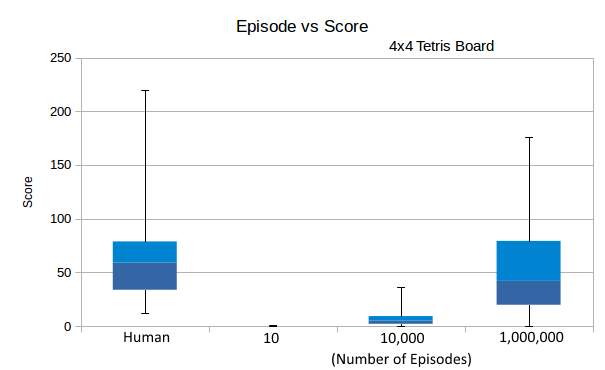 Episode vs Score
4x4 Tetris Board
250
200
150
100
50
0
Score
Human
10
10,000
1,000,000
(Number of Episodes)